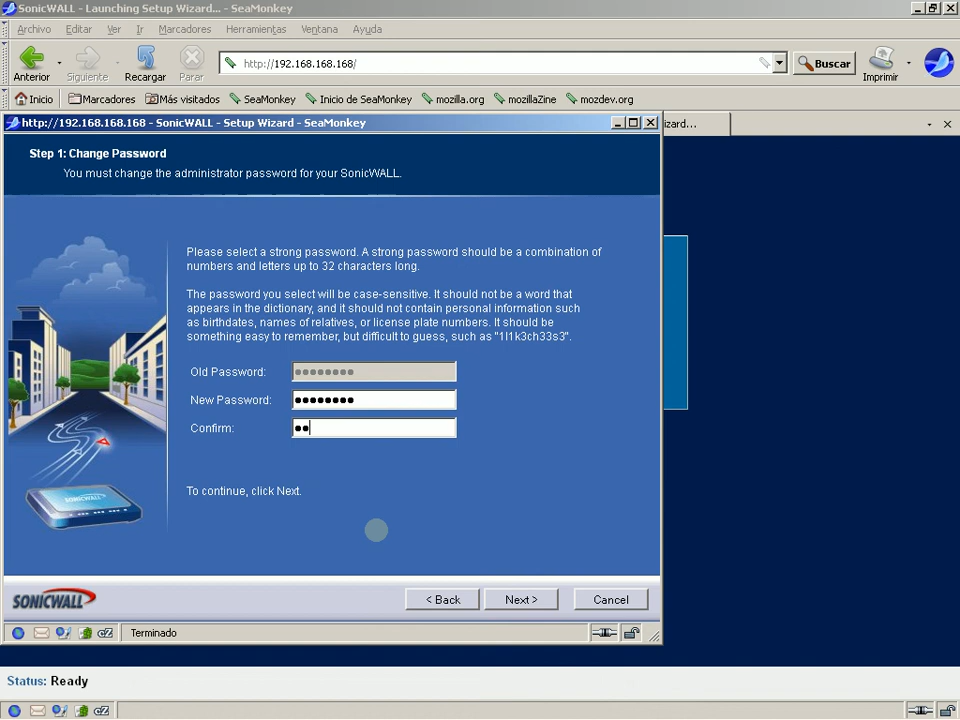 SonicWALL - Launching Setup Wizard... - SeaMonkey
Archivo Editar Ver Ir Marcadores Herramientas Ventana Ayuda
Anterior Siguiente Recargar Parar http://192.168.168.168/ Buscar Imprimir
Inicio Marcadores Más visitados SeaMonkey Inicio de SeaMonkey mozilla.org mozillaZine mozdev.org
http://192.168.168.168 - SonicWALL - Setup Wizard - SeaMonkey
izard...
Step 1: Change Password
You must change the administrator password for your SonicWALL.
Please select a strong password. A strong password should be a combination of
numbers and letters up to 32 characters long.
The password you select will be case-sensitive. It should not be a word that
appears in the dictionary, and it should not contain personal information such
as birthdates, names of relatives, or license plate numbers. It should be
something easy to remember, but difficult to guess, such as "1l1k3ch33s3".
Old Password:
New Password:
Confirm:
To continue, click Next.
SONICWALL
SONICWALL
< Back Next > Cancel
Terminado
Status: Ready